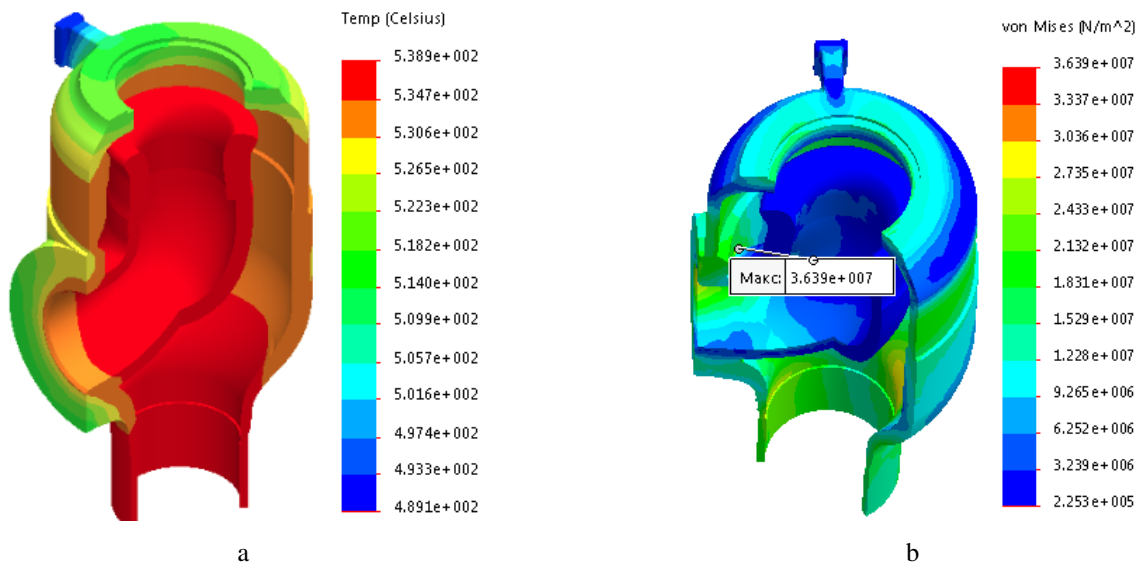 Temp (Celsius)
5.389e+002
5.347e+002
5.306e+002
5.265e+002
5.223e+002
5.182e+002
5.140e+002
5.099e+002
5.057e+002
5.016e+002
4.974e+002
4.933e+002
4.891e+002
a
von Mises (N/m^2)
3.639e+007
3.337e+007
3.036e+007
2.735e+007
2.433e+007
2.132e+007
1.831e+007
1.529e+007
1.228e+007
9.265e+006
6.252e+006
3.239e+006
2.253e+005
Макс: 3.639e+007
b